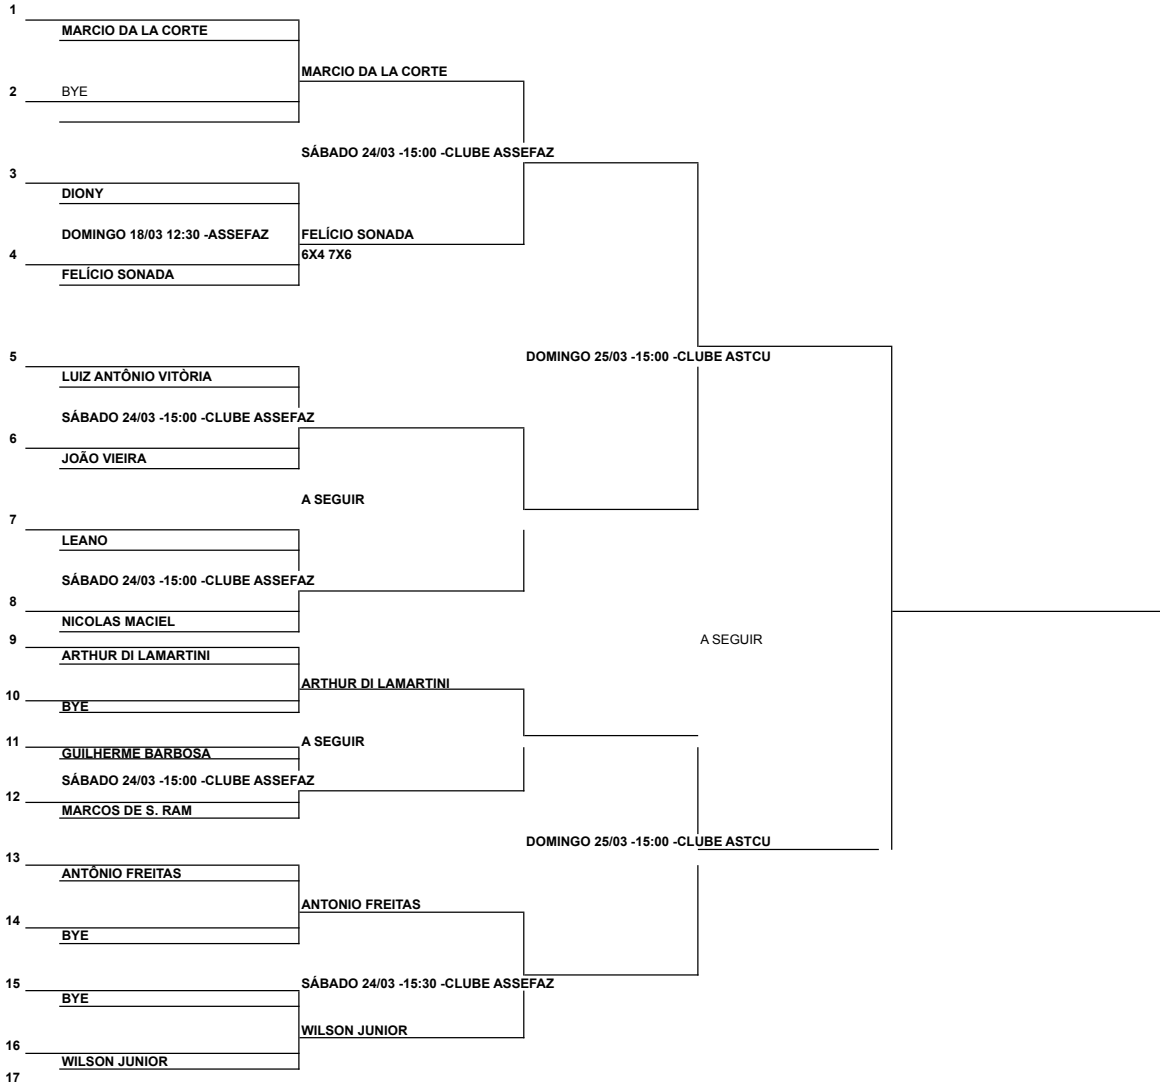 1
MARCIO DA LA CORTE
MARCIO DA LA CORTE
2 BYE
SÁBADO 24/03 -15:00 -CLUBE ASSEFAZ
3
DIONY
DOMINGO 18/03 12:30 -ASSEFAZ FELÍCIO SONADA
4 6X4 7X6
FELÍCIO SONADA
5 DOMINGO 25/03 -15:00 -CLUBE ASTCU
LUIZ ANTÔNIO VITÒRIA
SÁBADO 24/03 -15:00 -CLUBE ASSEFAZ
6
JOÃO VIEIRA
A SEGUIR
7
LEANO
SÁBADO 24/03 -15:00 -CLUBE ASSEFAZ
8
NICOLAS MACIEL
9 A SEGUIR
ARTHUR DI LAMARTINI
ARTHUR DI LAMARTINI
10
BYE
11 A SEGUIR
GUILHERME BARBOSA
SÁBADO 24/03 -15:00 -CLUBE ASSEFAZ
12
MARCOS DE S. RAM
DOMINGO 25/03 -15:00 -CLUBE ASTCU
13
ANTÔNIO FREITAS
ANTONIO FREITAS
14
BYE
15 SÁBADO 24/03 -15:30 -CLUBE ASSEFAZ
BYE
WILSON JUNIOR
16
WILSON JUNIOR
17